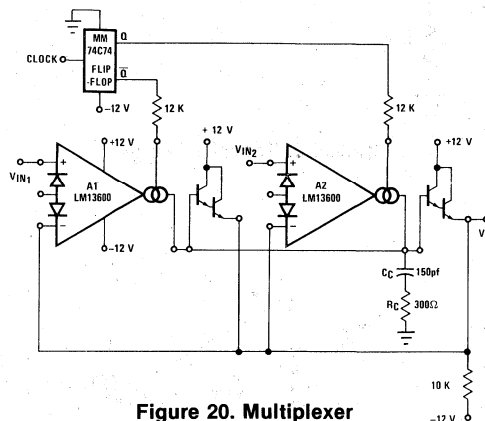 MM
74C74
FLIP
-FLOP
CLOCK
Q
Q̅
-12 V
12 K
12 K
+12 V
+ 12 V
+12 V
VIN1
+
A1
LM13600
-
-12 V
VIN2
+
A2
LM13600
-
V
CC 150pf
RC 300Ω
10 K
-12 V
Figure 20. Multiplexer